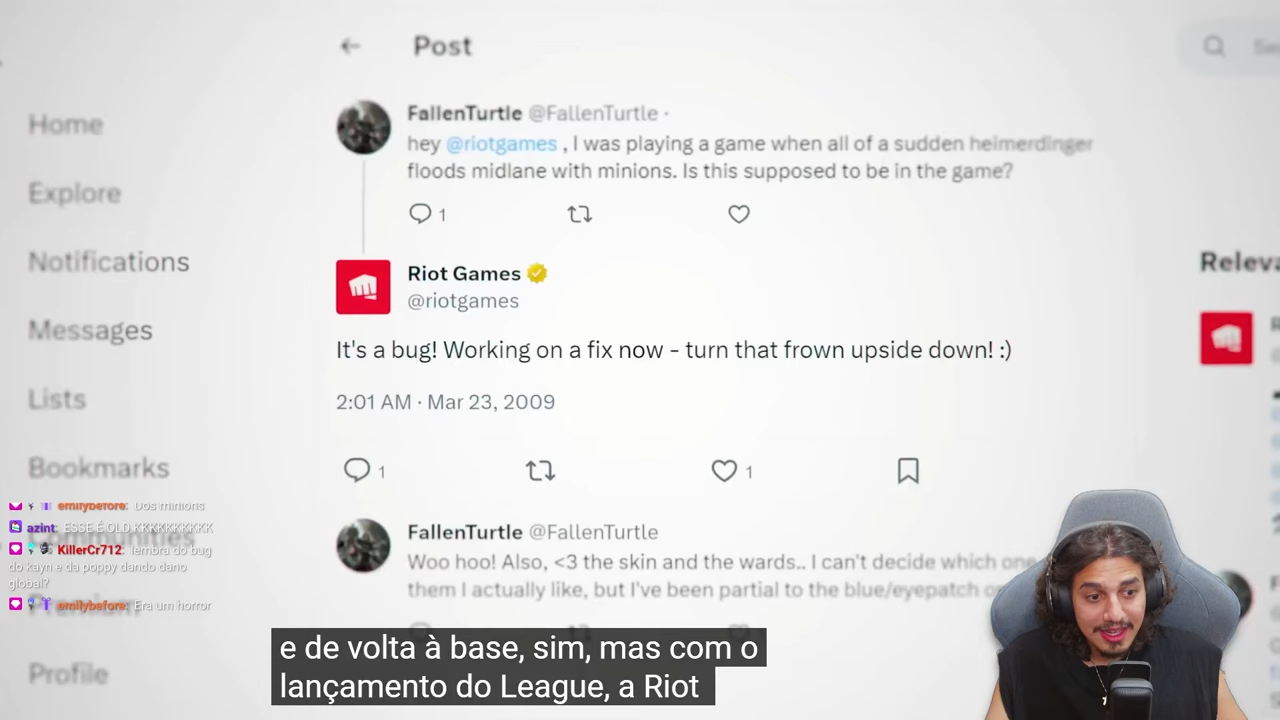 Post
Home
Explore
Notifications
Messages
Lists
Bookmarks
Communities
Premium
Profile
FallenTurtle @FallenTurtle ·
hey @riotgames , I was playing a game when all of a sudden heimerdinger
floods midlane with minions. Is this supposed to be in the game?
1
Riot Games
@riotgames
It's a bug! Working on a fix now - turn that frown upside down! :)
2:01 AM · Mar 23, 2009
1
1
FallenTurtle @FallenTurtle
Woo hoo! Also, <3 the skin and the wards.. I can't decide which one
them I actually like, but I've been partial to the blue/eyepatch
Releva
emilybefore: Dos minions
azint: ESSE É OLD KKKKKKKKKK
KillerCr712: lembra do bug
do kayn e da poppy dando dano
global?
emilybefore: Era um horror
e de volta à base, sim, mas com o
lançamento do League, a Riot